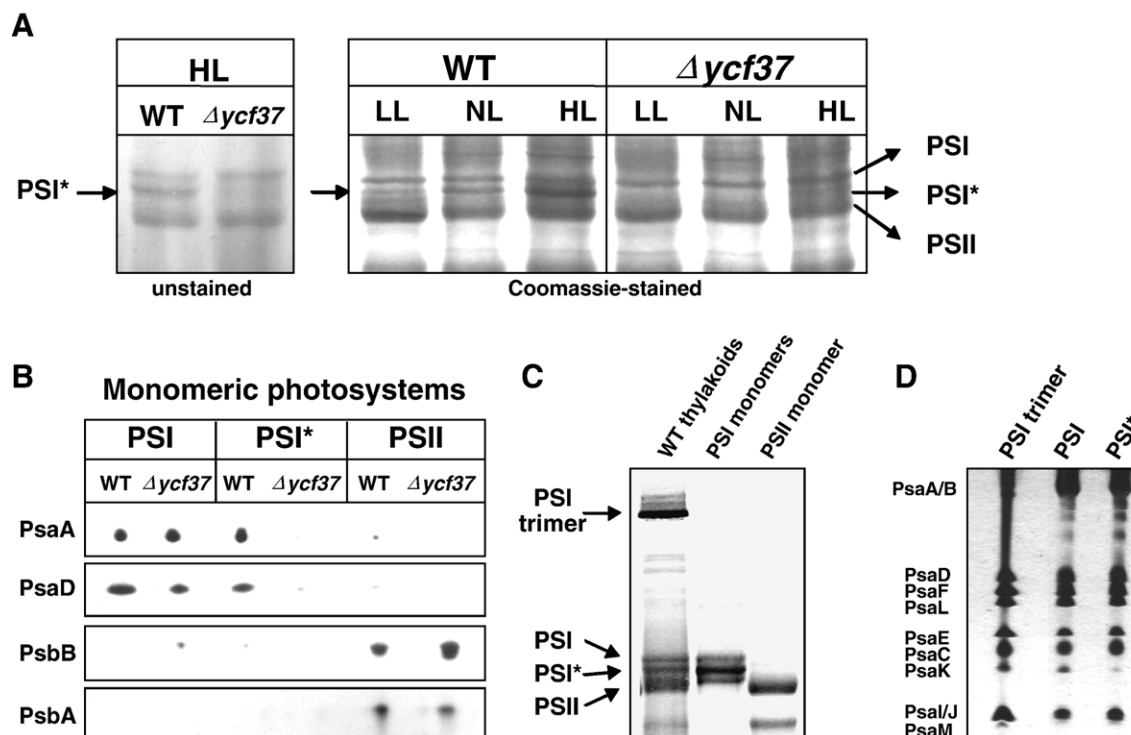 A
HL
WT Δycf37
PSI*
unstained
WT Δycf37
LL NL HL LL NL HL
PSI
PSI*
PSII
Coomassie-stained
B
Monomeric photosystems
PSI PSI* PSII
WT Δycf37 WT Δycf37 WT Δycf37
PsaA
PsaD
PsbB
PsbA
C
WT thylakoids
PSI monomers
PSII monomer
PSI
trimer
PSI
PSI*
PSII
D
PSI trimer
PSI
PSI*
PsaA/B
PsaD
PsaF
PsaL
PsaE
PsaC
PsaK
PsaI/J
PsaM